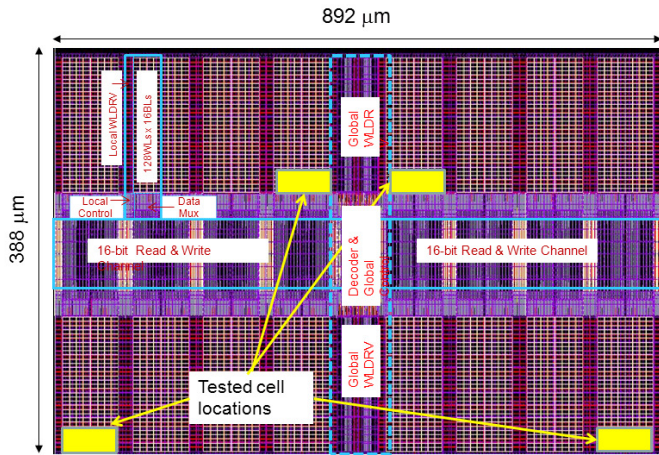 892 μm
388 μm
Local WLDRV
128WLs x 16BLs
Global
WLDR
Local
Control
Data
Mux
16-bit Read & Write
Channel
Decoder &
Global
Control
16-bit Read & Write Channel
Global
WLDRV
Tested cell
locations